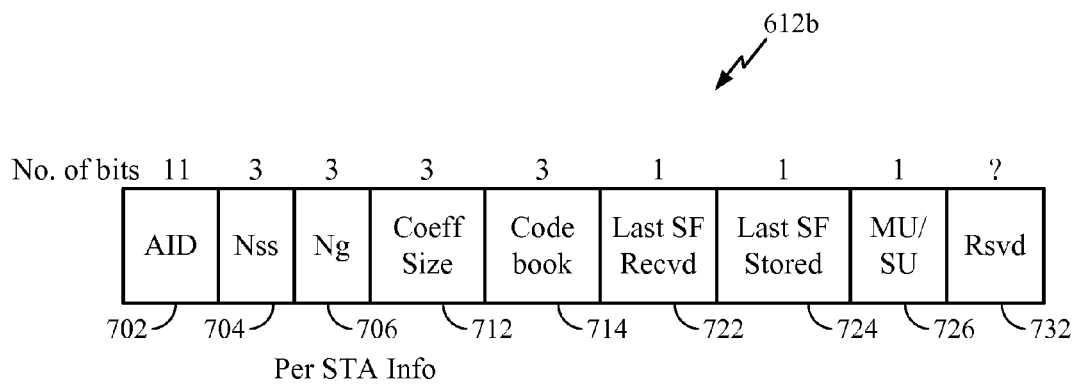 612b
No. of bits 11 3 3 3 3 1 1 1 ?
AID Nss Ng Coeff Size Code book Last SF Recvd Last SF Stored MU/ SU Rsvd
702 704 706 712 714 722 724 726 732
Per STA Info